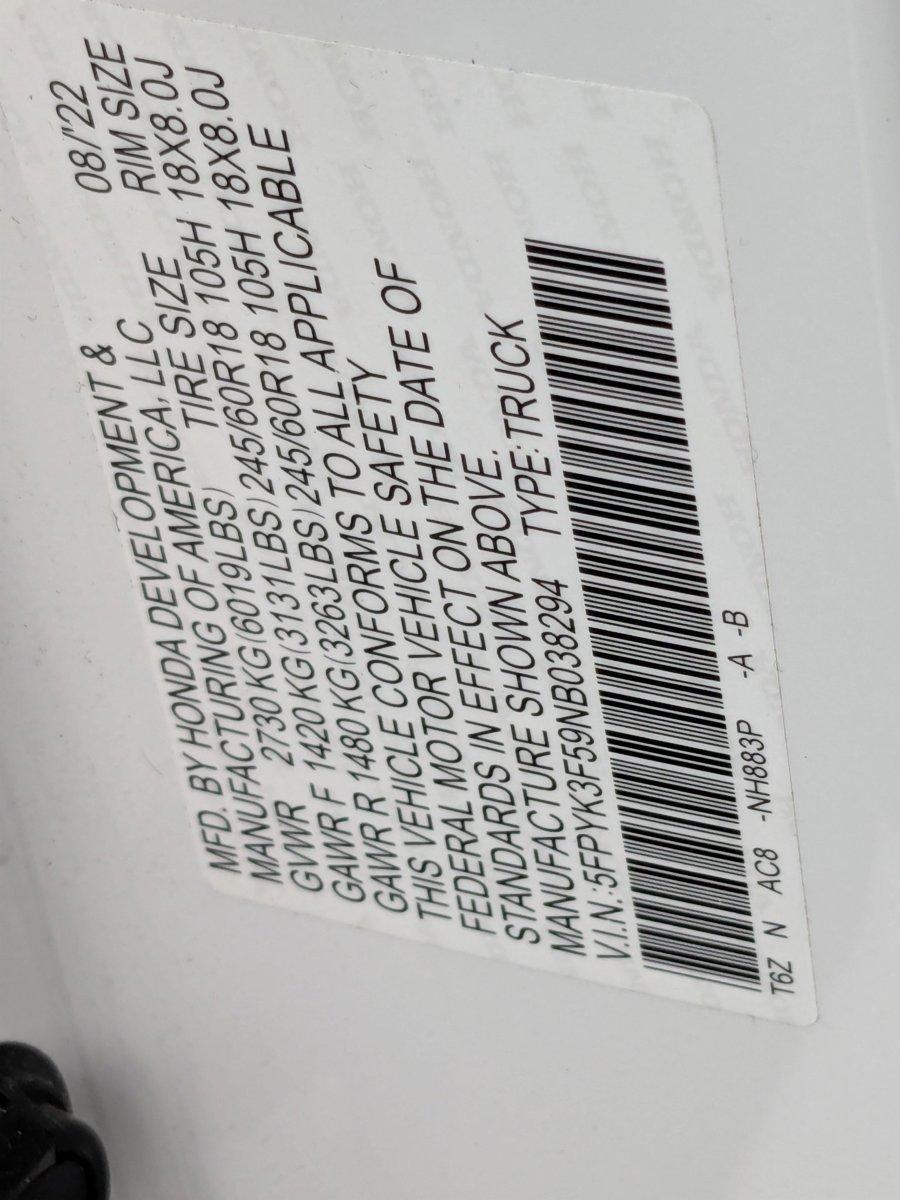 MFD. BY HONDA DEVELOPMENT & 08/'22
MANUFACTURING OF AMERICA, LLC
GVWR 2730 KG(6019LBS) TIRE SIZE RIM SIZE
GAWR F 1420 KG(3131LBS) 245/60R18 105H 18X8.0J
GAWR R 1480 KG(3263LBS) 245/60R18 105H 18X8.0J
THIS VEHICLE CONFORMS TO ALL APPLICABLE
FEDERAL MOTOR VEHICLE SAFETY
STANDARDS IN EFFECT ON THE DATE OF
MANUFACTURE SHOWN ABOVE.
V.I.N.:5FPYK3F59NB038294 TYPE:TRUCK
T6Z N AC8 -NH883P -A -B